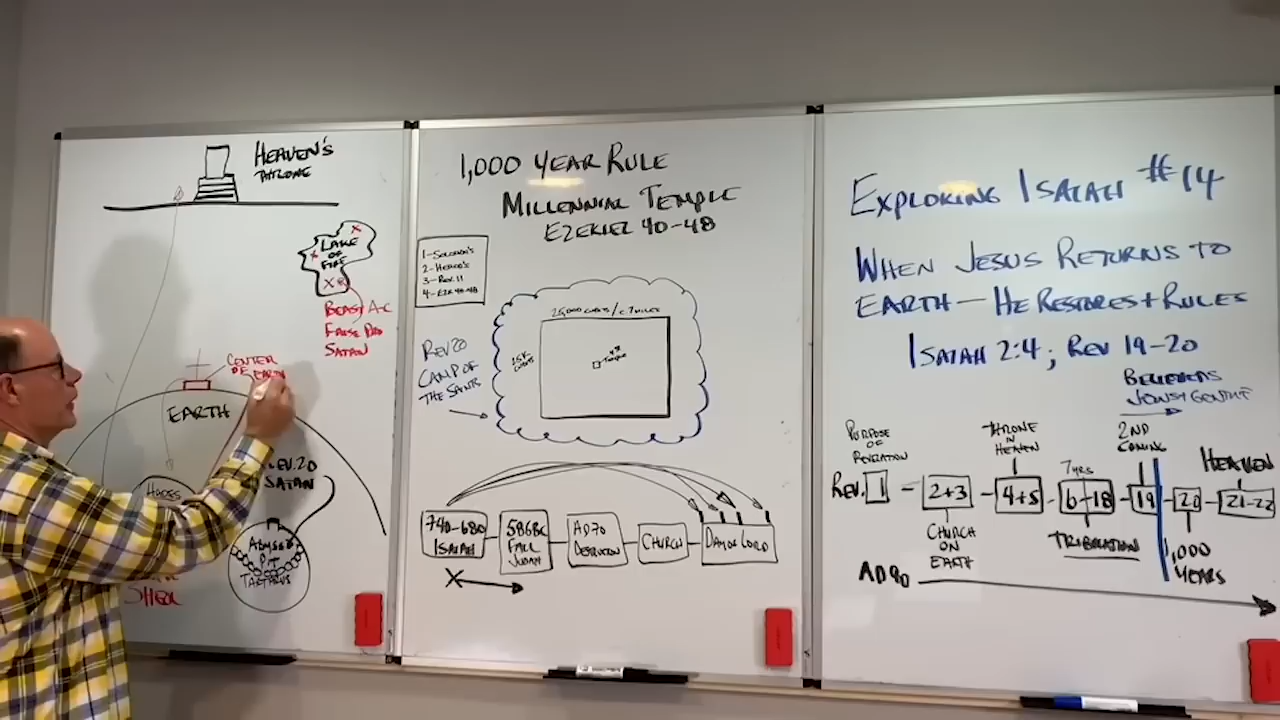 HEAVEN'S
THRONE
LAKE
OF
FIRE
BEAST A-C
FALSE PRO
SATAN
CENTER
OF EARTH
EARTH
REV. 20
SATAN
ABYSS
PIT
TARTARUS
1,000 YEAR RULE
MILLENNIAL TEMPLE
EZEKIEL 40-48
1-SOLOMON'S
2-HEROD'S
3-REV. 11
4-EZE 40-48
REV 20
CAMP OF
THE SAINTS
TEMPLE
740-680
ISAIAH
586BC
FALL
JUDAH
AD70
DESTRUCTION
CHURCH
DAY OF LORD
EXPLORING ISAIAH #14
WHEN JESUS RETURNS TO
EARTH - HE RESTORES + RULES
ISAIAH 2:4 ; REV 19-20
BELIEVERS
JEWS+GENTILE
PURPOSE
OF
REVELATION
THRONE
IN
HEAVEN
2ND
COMING
HEAVEN
7 yrs
REV. 1 - 2+3 - 4+5 - 6-18 - 19 - 20 - 21-22
CHURCH
ON
EARTH
TRIBULATION
1,000
YEARS
AD90